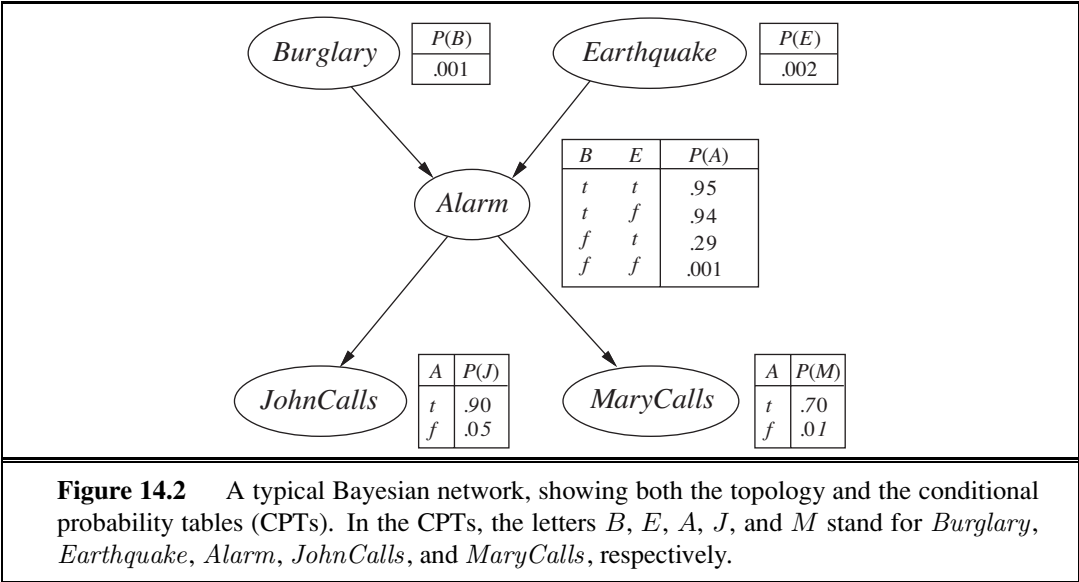 Burglary
P(B)
.001
Earthquake
P(E)
.002
Alarm
B E P(A)
t t .95
t f .94
f t .29
f f .001
JohnCalls
A P(J)
t .90
f .05
MaryCalls
A P(M)
t .70
f .01
Figure 14.2 A typical Bayesian network, showing both the topology and the conditional
probability tables (CPTs). In the CPTs, the letters B, E, A, J, and M stand for Burglary,
Earthquake, Alarm, JohnCalls, and MaryCalls, respectively.